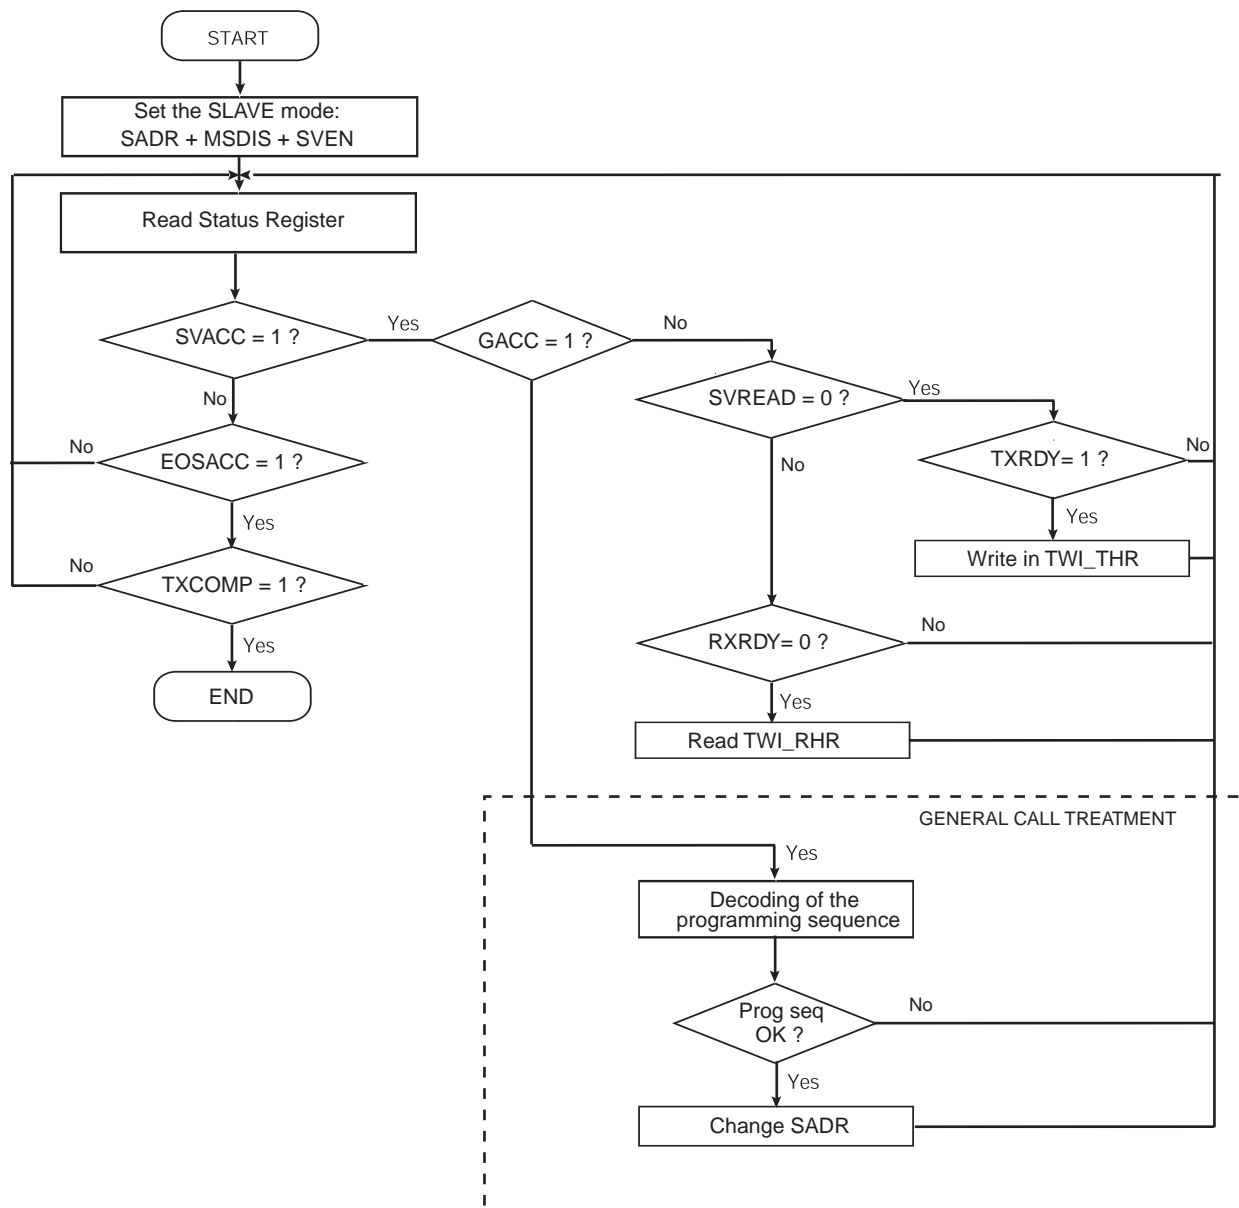 START
Set the SLAVE mode:
SADR + MSDIS + SVEN
Read Status Register
SVACC = 1 ?
Yes
GACC = 1 ?
No
SVREAD = 0 ?
Yes
No
EOSACC = 1 ?
No
No
TXRDY= 1 ?
No
Yes
Yes
Write in TWI_THR
TXCOMP = 1 ?
No
Yes
RXRDY= 0 ?
No
END
Yes
Read TWI_RHR
GENERAL CALL TREATMENT
Yes
Decoding of the
programming sequence
Prog seq
OK ?
No
Yes
Change SADR